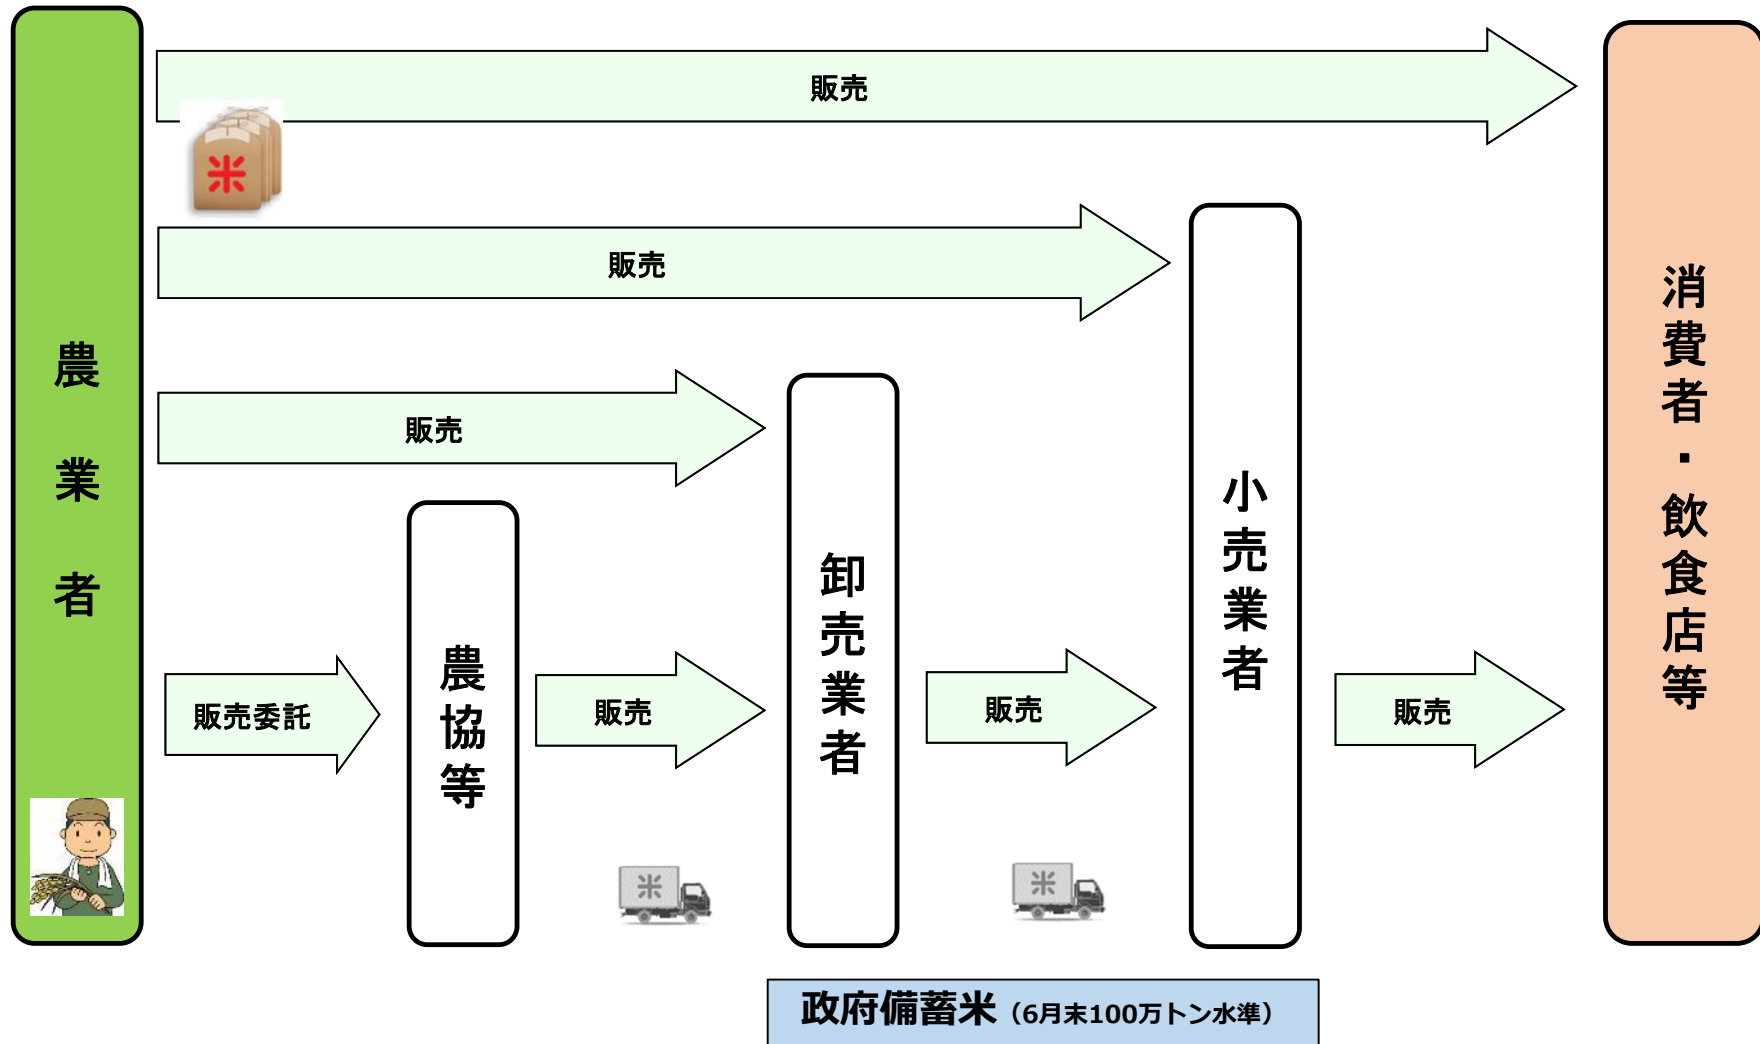 農業者
販売
米
販売
販売
販売委託
農協等
販売
卸売業者
販売
小売業者
販売
消費者・飲食店等
米
米
政府備蓄米（6月末100万トン水準）